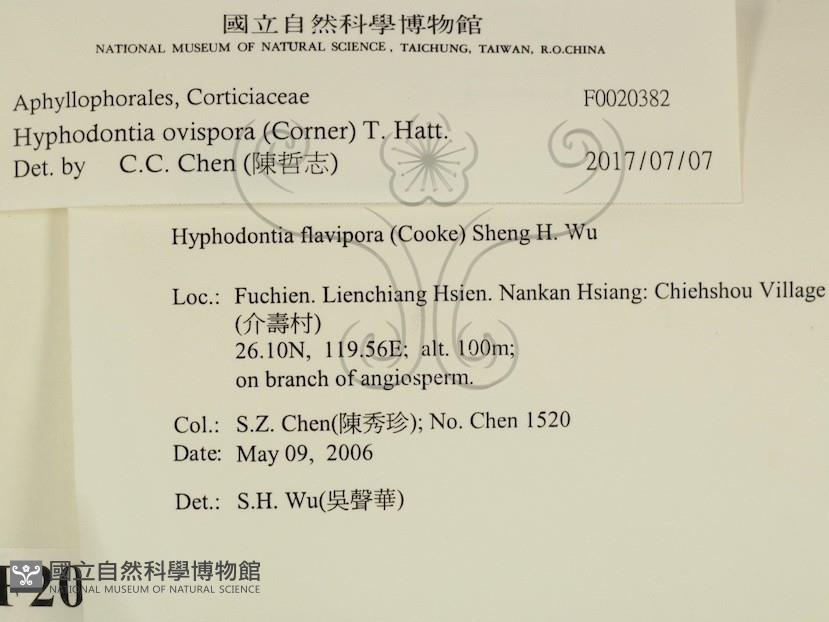 國立自然科學博物館
NATIONAL MUSEUM OF NATURAL SCIENCE, TAICHUNG, TAIWAN, R.O.CHINA
Aphyllophorales, Corticiaceae F0020382
Hyphodontia ovispora (Corner) T. Hatt.
Det. by C.C. Chen (陳哲志) 2017/07/07
Hyphodontia flavipora (Cooke) Sheng H. Wu
Loc.: Fuchien. Lienchiang Hsien. Nankan Hsiang: Chiehshou Village
(介壽村)
26.10N, 119.56E; alt. 100m;
on branch of angiosperm.
Col.: S.Z. Chen(陳秀珍); No. Chen 1520
Date: May 09, 2006
Det.: S.H. Wu(吳聲華)
國立自然科學博物館
NATIONAL MUSEUM OF NATURAL SCIENCE